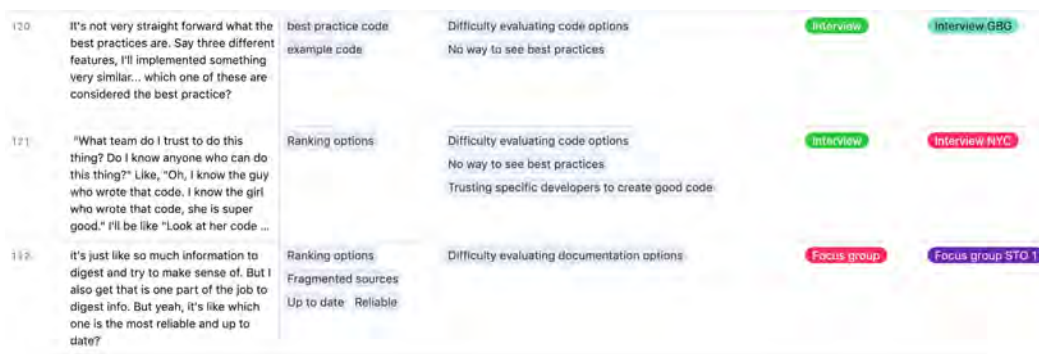 120 It's not very straight forward what the best practice code Difficulty evaluating code options Interview Interview GBG
best practices are. Say three different example code No way to see best practices
features, I'll implemented something
very similar... which one of these are
considered the best practice?
121 "What team do I trust to do this Ranking options Difficulty evaluating code options Interview Interview NYC
thing? Do I know anyone who can do No way to see best practices
this thing?" Like, "Oh, I know the guy Trusting specific developers to create good code
who wrote that code. I know the girl
who wrote that code, she is super
good." I'll be like "Look at her code ...
it's just like so much information to Ranking options Difficulty evaluating documentation options Focus group Focus group STO 1
digest and try to make sense of. But I Fragmented sources
also get that is one part of the job to Up to date Reliable
digest info. But yeah, it's like which
one is the most reliable and up to
date?